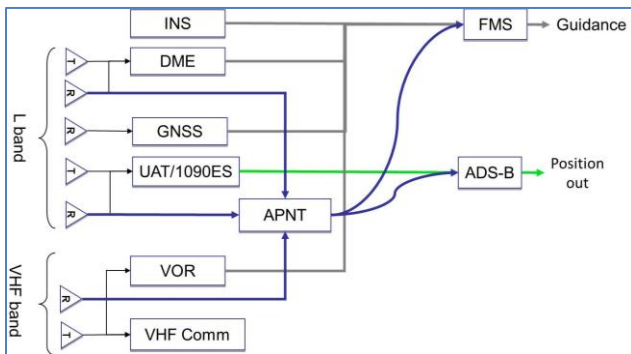 INS
FMS
Guidance
T
DME
R
R
GNSS
L band
T
UAT/1090ES
ADS-B
Position
out
R
APNT
VOR
R
VHF band
T
VHF Comm